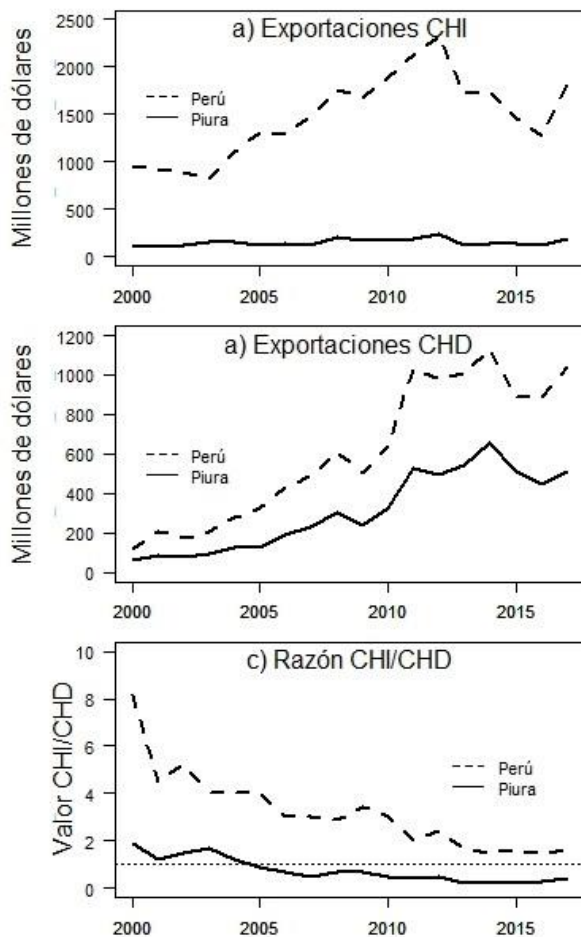 a) Exportaciones CHI
Millones de dólares
2500
2000
1500
1000
500
0
Perú
Piura
2000 2005 2010 2015
a) Exportaciones CHD
Millones de dólares
1200
1000
800
600
400
200
0
Perú
Piura
2000 2005 2010 2015
c) Razón CHI/CHD
Valor CHI/CHD
10
8
6
4
2
0
Perú
Piura
2000 2005 2010 2015